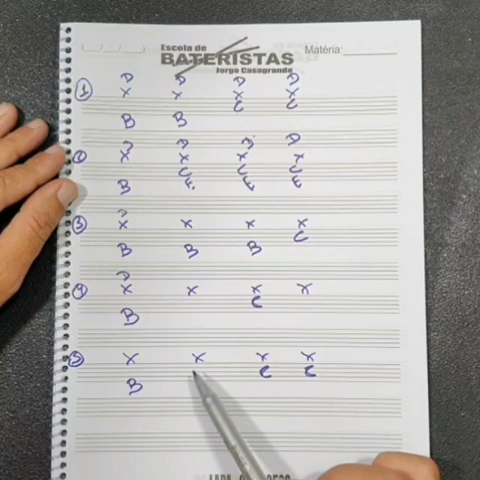 Escola de
BATERISTAS
Matéria:
Jorge Casagrande
D D D D
1 X X X X
C C
B B
D D D D
2 X X X X
C C C
B E E E
D
3 X X X X
C
B B B
D
4 X X X X
C
B
5 X X X X
C C
B